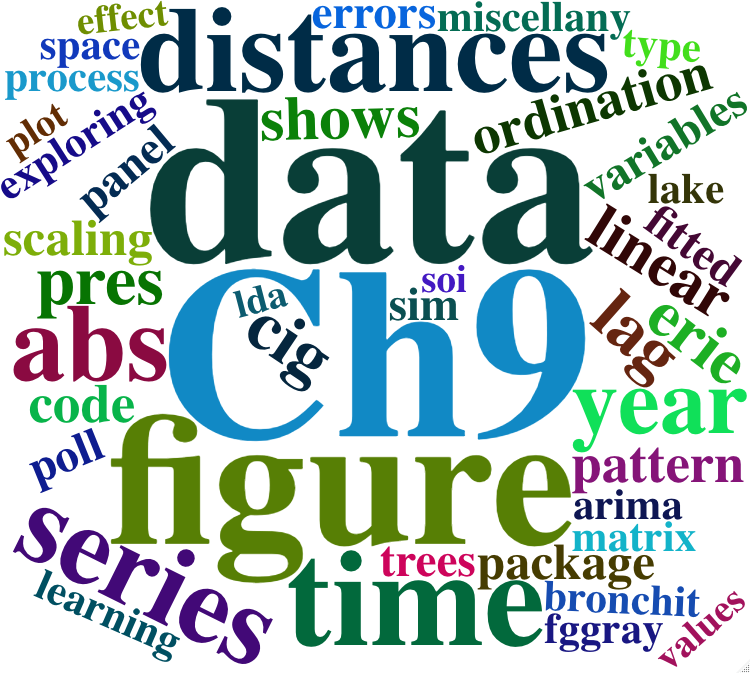 effect
errors
miscellany
space
distances
type
process
plot
exploring
shows
ordination
panel
data
variables
lake
scaling
linear
fitted
pres
lda
soi
sim
cig
Ch9
lag
erie
abs
code
year
poll
figure
pattern
arima
series
matrix
trees
package
time
learning
bronchit
fggray
values